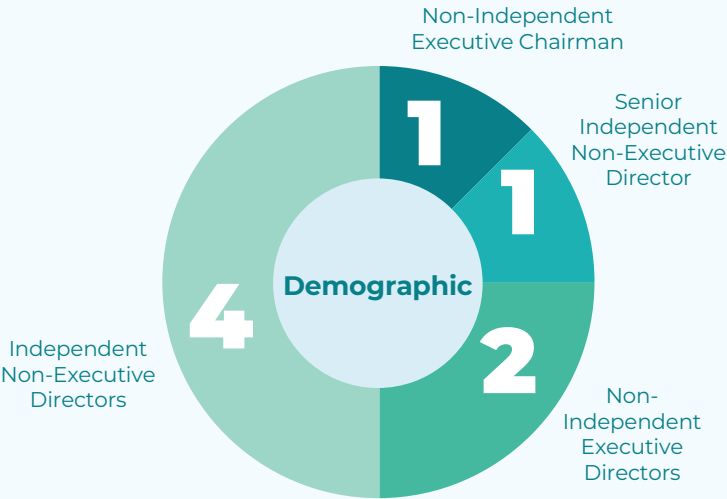 Non-Independent
Executive Chairman
1
Senior
Independent
Non-Executive
Director
1
Demographic
4
Independent
Non-Executive
Directors
2
Non-
Independent
Executive
Directors